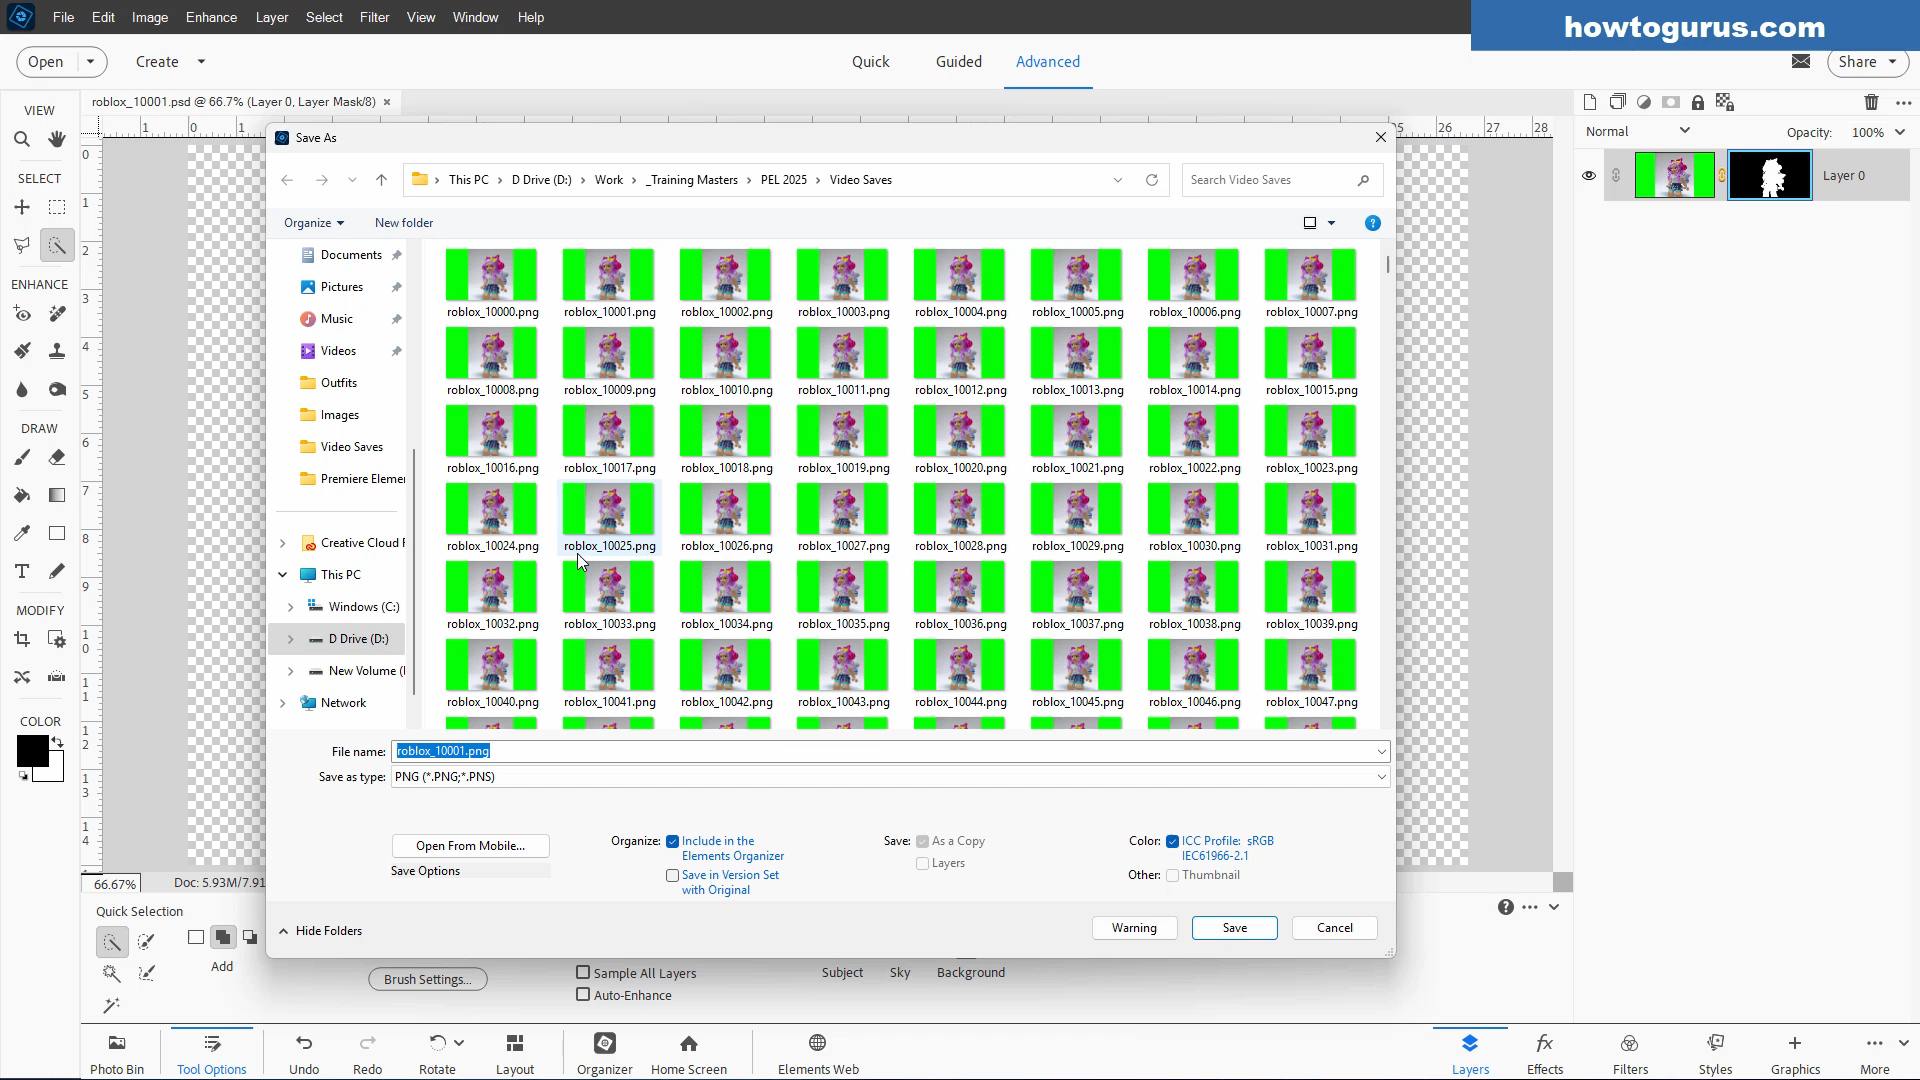 File Edit Image Enhance Layer Select Filter View Window Help
howtogurus.com
Open Create Quick Guided Advanced Share
VIEW
roblox_10001.psd @ 66.7% (Layer 0, Layer Mask/8)
Normal Opacity: 100%
Layer 0
SELECT
ENHANCE
DRAW
MODIFY
COLOR
Save As
This PC D Drive (D:) Work _Training Masters PEL 2025 Video Saves
Search Video Saves
Organize New folder
Documents
Pictures
Music
Videos
Outfits
Images
Video Saves
Premiere Elemer
Creative Cloud F
This PC
Windows (C:)
D Drive (D:)
New Volume (
Network
roblox_10000.png roblox_10001.png roblox_10002.png roblox_10003.png roblox_10004.png roblox_10005.png roblox_10006.png roblox_10007.png
roblox_10008.png roblox_10009.png roblox_10010.png roblox_10011.png roblox_10012.png roblox_10013.png roblox_10014.png roblox_10015.png
roblox_10016.png roblox_10017.png roblox_10018.png roblox_10019.png roblox_10020.png roblox_10021.png roblox_10022.png roblox_10023.png
roblox_10024.png roblox_10025.png roblox_10026.png roblox_10027.png roblox_10028.png roblox_10029.png roblox_10030.png roblox_10031.png
roblox_10032.png roblox_10033.png roblox_10034.png roblox_10035.png roblox_10036.png roblox_10037.png roblox_10038.png roblox_10039.png
roblox_10040.png roblox_10041.png roblox_10042.png roblox_10043.png roblox_10044.png roblox_10045.png roblox_10046.png roblox_10047.png
File name: roblox_10001.png
Save as type: PNG (*.PNG;*.PNS)
Open From Mobile...
Save Options
Organize: Include in the
Elements Organizer
Save in Version Set
with Original
Save: As a Copy
Layers
Color: ICC Profile: sRGB
IEC61966-2.1
Other: Thumbnail
Hide Folders Warning Save Cancel
66.67% Doc: 5.93M/7.91
Quick Selection
Add
Brush Settings...
Sample All Layers
Auto-Enhance
Subject Sky Background
Photo Bin Tool Options Undo Redo Rotate Layout Organizer Home Screen Elements Web Layers Effects Filters Styles Graphics More